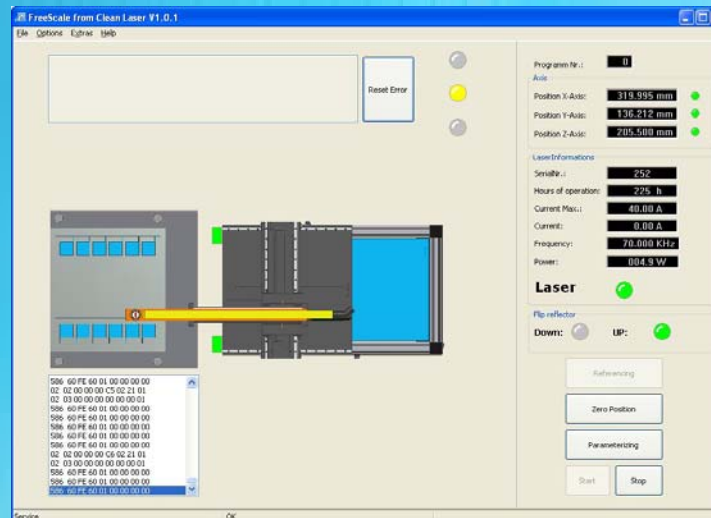 FreeScale from Clean Laser V1.0.1
File Options Extras Help
Reset Error
Programm Nr.: 0
Axis
Position X-Axis: 319.995 mm
Position Y-Axis: 136.212 mm
Position Z-Axis: 205.500 mm
LaserInformations
SerialNr.: 252
Hours of operation: 225 h
Current Max.: 40.00 A
Current: 0.00 A
Frequency: 70.000 KHz
Power: 004.9 W
Laser
Flip reflector
Down: UP:
Referencing
Zero Position
Parameterizing
Start Stop
586 60 FE 60 01 00 00 00 00
02 02 00 00 00 C5 02 21 01
02 03 00 00 00 00 00 00 01
586 60 FE 60 01 00 00 00 00
586 60 FE 60 01 00 00 00 00
586 60 FE 60 01 00 00 00 00
586 60 FE 60 01 00 00 00 00
586 60 FE 60 01 00 00 00 00
02 02 00 00 00 C6 02 21 01
02 03 00 00 00 00 00 00 01
586 60 FE 60 01 00 00 00 00
586 60 FE 60 01 00 00 00 00
586 60 FE 60 01 00 00 00 00
Service OK